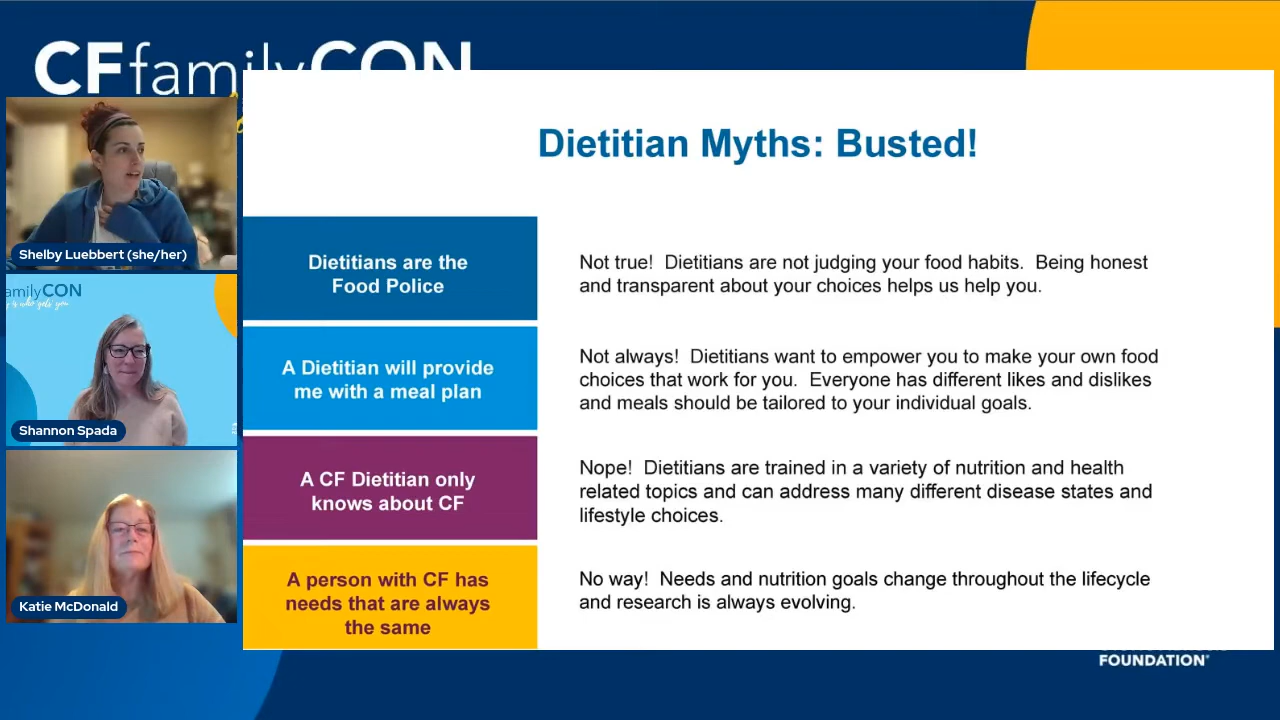 CFfamilyCON
Shelby Luebbert (she/her)
amilyCON
is who gets you
Shannon Spada
Katie McDonald
Dietitian Myths: Busted!
Dietitians are the
Food Police
Not true!  Dietitians are not judging your food habits.  Being honest
and transparent about your choices helps us help you.
A Dietitian will provide
me with a meal plan
Not always!  Dietitians want to empower you to make your own food
choices that work for you.  Everyone has different likes and dislikes
and meals should be tailored to your individual goals.
A CF Dietitian only
knows about CF
Nope!  Dietitians are trained in a variety of nutrition and health
related topics and can address many different disease states and
lifestyle choices.
A person with CF has
needs that are always
the same
No way!  Needs and nutrition goals change throughout the lifecycle
and research is always evolving.
FOUNDATION®